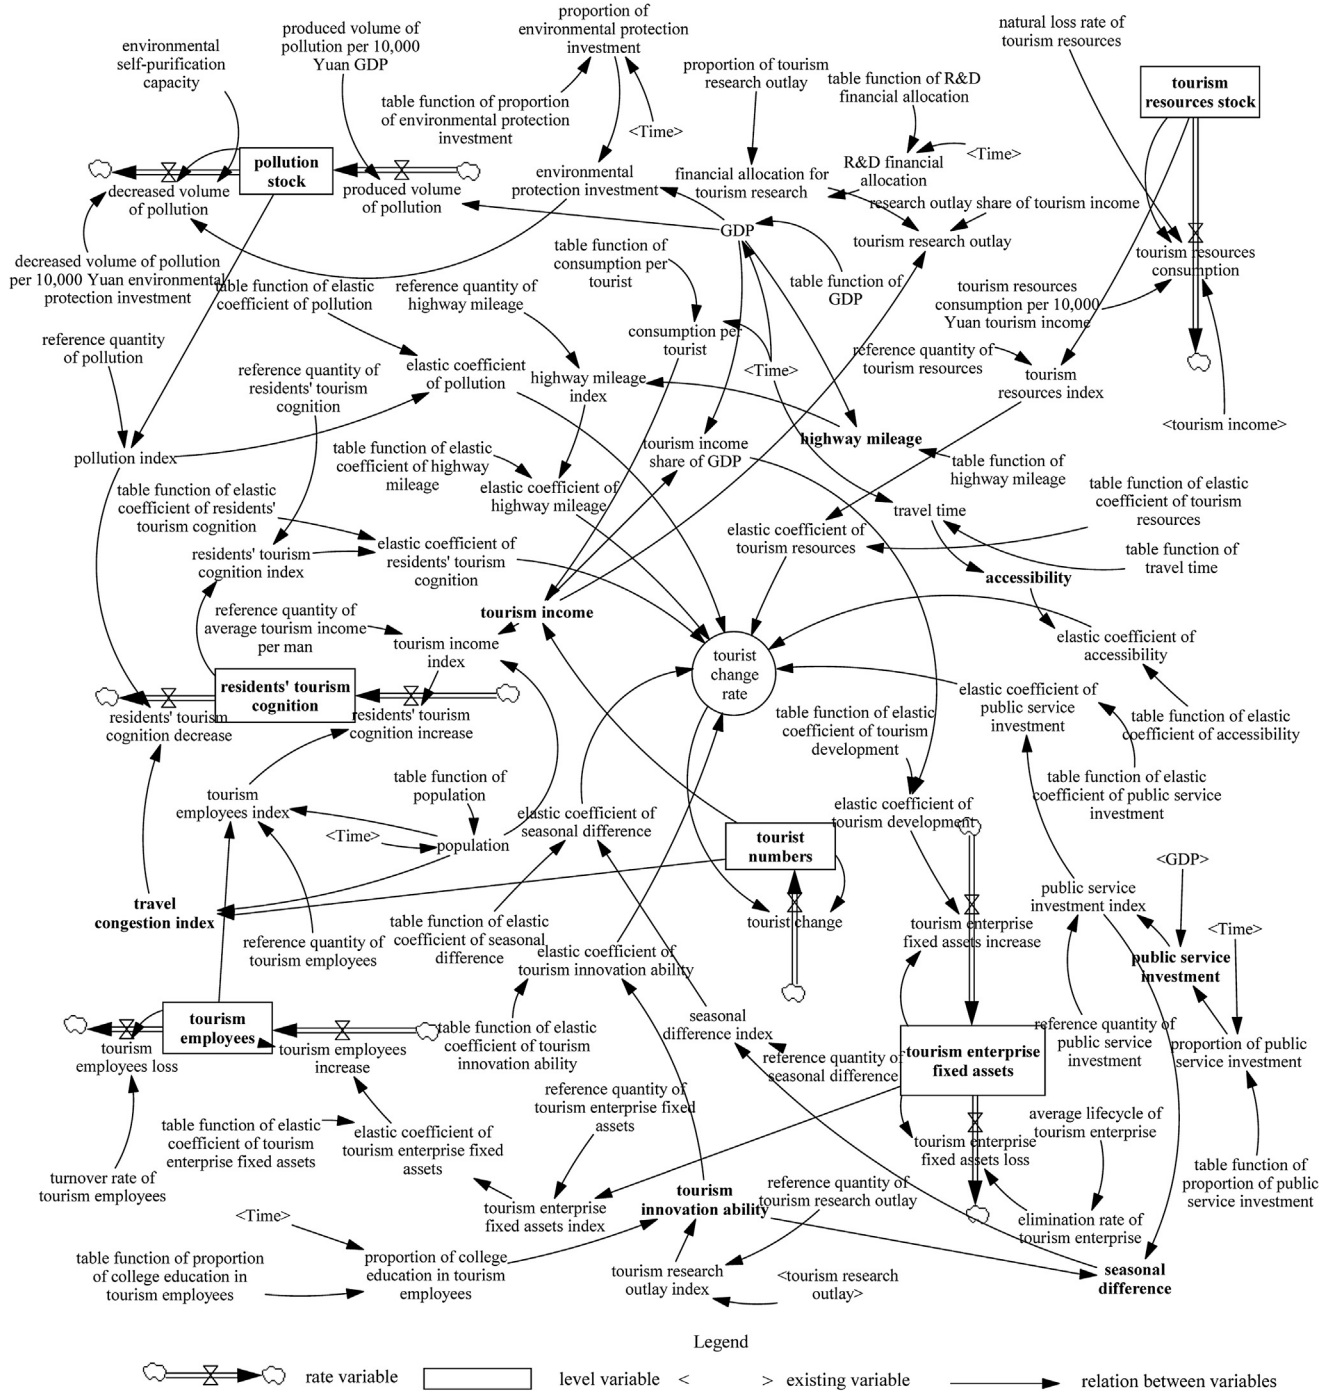 proportion of
environmental protection
investment
produced volume of
pollution per 10,000
Yuan GDP
environmental
self-purification
capacity
natural loss rate of
tourism resources
proportion of tourism
research outlay
table function of R&D
financial allocation
tourism
resources stock
table function of proportion
of environmental protection
investment
<Time>
<Time>
pollution
stock
decreased volume
of pollution
produced volume
of pollution
environmental
protection investment
financial allocation for
tourism research
R&D financial
allocation
research outlay share of tourism income
GDP
tourism research outlay
table function of
consumption per
tourist
tourism resources
consumption
decreased volume of pollution
per 10,000 Yuan environmental
protection investment
table function of elastic
coefficient of pollution
reference quantity of
highway mileage
table function of
GDP
tourism resources
consumption per 10,000
Yuan tourism income
reference quantity
of pollution
consumption per
tourist
elastic coefficient
of pollution
reference quantity of
residents' tourism
cognition
highway mileage
index
<Time>
reference quantity of
tourism resources
tourism
resources index
<tourism income>
pollution index
table function of elastic
coefficient of highway
mileage
tourism income
share of GDP
highway mileage
table function of
highway mileage
elastic coefficient of
highway mileage
table function of elastic
coefficient of residents'
tourism cognition
table function of elastic
coefficient of tourism
resources
travel time
elastic coefficient of
tourism resources
residents' tourism
cognition index
elastic coefficient of
residents' tourism
cognition
table function of
travel time
accessibility
tourism income
reference quantity of
average tourism income
per man
tourism income
index
elastic coefficient of
accessibility
tourist
change
rate
residents' tourism
cognition
residents' tourism
cognition decrease
residents' tourism
cognition increase
elastic coefficient of
public service
investment
table function of elastic
coefficient of accessibility
table function of elastic
coefficient of tourism
development
table function of
population
tourism
employees index
table function of elastic
coefficient of public service
investment
elastic coefficient of
seasonal difference
elastic coefficient of
tourism development
<Time>
population
tourist
numbers
<GDP>
travel
congestion index
public service
investment index
table function of elastic
coefficient of seasonal
difference
tourist change
tourism enterprise
fixed assets increase
<Time>
reference quantity of
tourism employees
elastic coefficient of
tourism innovation ability
public service
investment
tourism
employees
tourism
employees loss
tourism employees
increase
table function of elastic
coefficient of tourism
innovation ability
seasonal
difference index
reference quantity of
seasonal difference
tourism enterprise
fixed assets
reference quantity of
public service
investment
proportion of public
service investment
reference quantity of
tourism enterprise fixed
assets
table function of elastic
coefficient of tourism
enterprise fixed assets
elastic coefficient of
tourism enterprise fixed
assets
average lifecycle of
tourism enterprise
tourism enterprise
fixed assets loss
turnover rate of
tourism employees
table function of
proportion of public
service investment
tourism
innovation ability
reference quantity of
tourism research outlay
tourism enterprise
fixed assets index
<Time>
elimination rate of
tourism enterprise
table function of proportion
of college education in
tourism employees
proportion of college
education in tourism
employees
tourism research
outlay index
<tourism research
outlay>
seasonal
difference
Legend
rate variable
level variable
< > existing variable
relation between variables